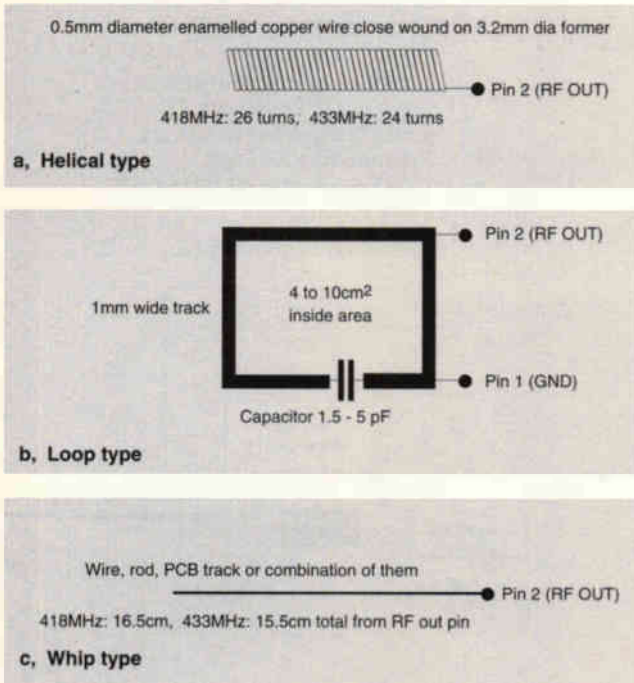 0.5mm diameter enamelled copper wire close wound on 3.2mm dia former
Pin 2 (RF OUT)
418MHz: 26 turns, 433MHz: 24 turns
a, Helical type
Pin 2 (RF OUT)
1mm wide track
4 to 10cm²
inside area
Pin 1 (GND)
Capacitor 1.5 - 5 pF
b, Loop type
Wire, rod, PCB track or combination of them
Pin 2 (RF OUT)
418MHz: 16.5cm, 433MHz: 15.5cm total from RF out pin
c, Whip type